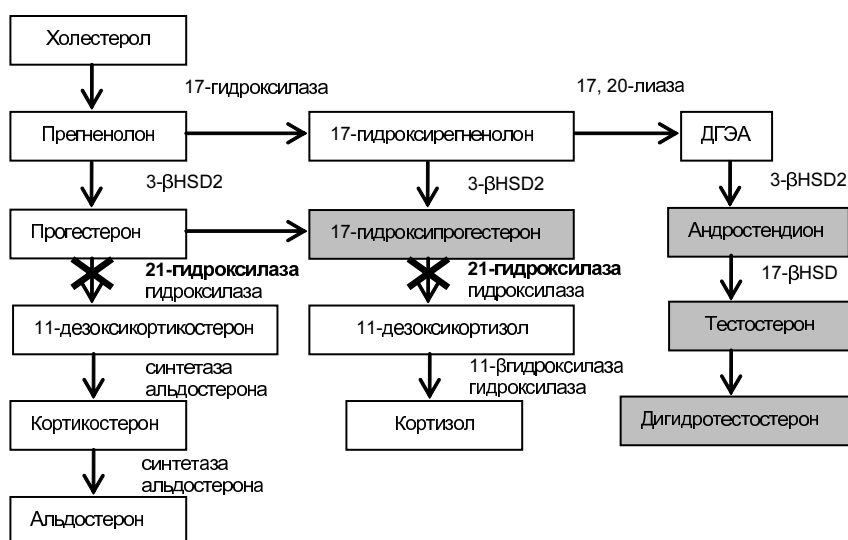 Холестерол
17-гидроксилаза
17, 20-лиаза
Прегненолон
17-гидроксирегненолон
ДГЭА
3-βHSD2
3-βHSD2
3-βHSD2
Прогестерон
17-гидроксипрогестерон
Андростендион
21-гидроксилаза
гидроксилаза
21-гидроксилаза
гидроксилаза
17-βHSD
11-дезоксикортикостерон
11-дезоксикортизол
Тестостерон
синтетаза
альдостерона
11-βгидроксилаза
гидроксилаза
Кортикостерон
Кортизол
Дигидротестостерон
синтетаза
альдостерона
Альдостерон